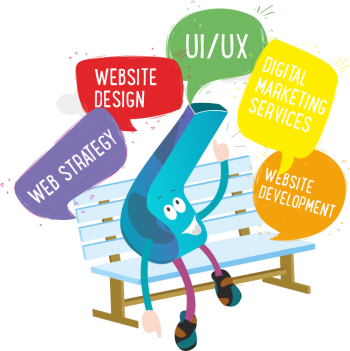 WEB STRATEGY
WEBSITE
DESIGN
UI/UX
DIGITAL
MARKETING
SERVICES
WEBSITE
DEVELOPMENT